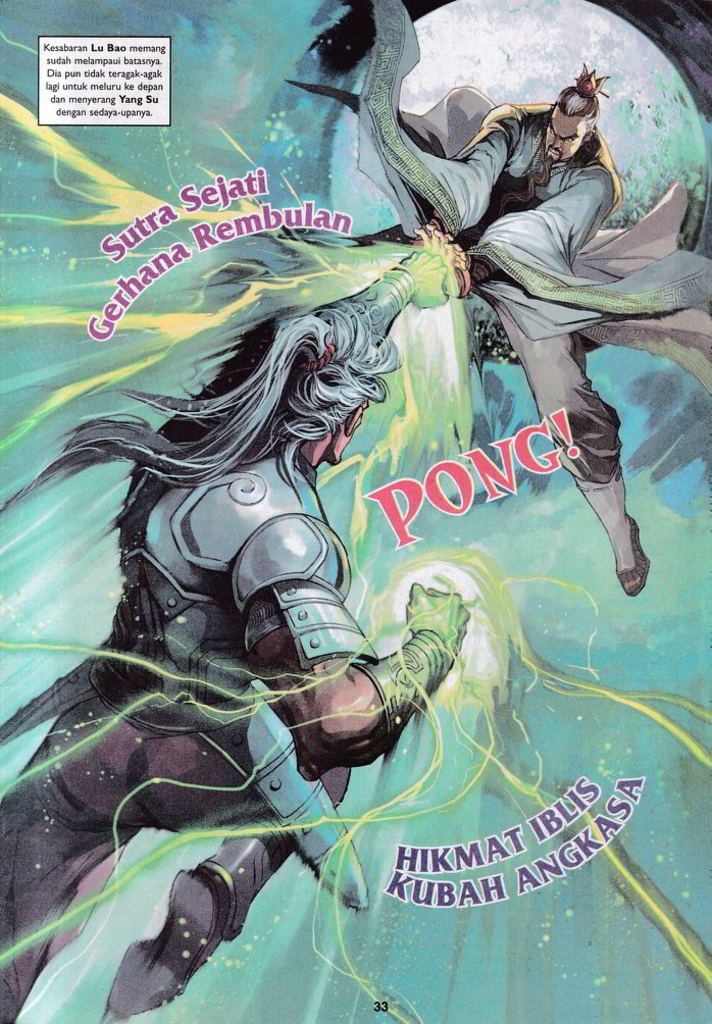 Kesabaran Lu Bao memang
sudah melampaui batasnya.
Dia pun tidak teragak-agak
lagi untuk meluru ke depan
dan menyerang Yang Su
dengan sedaya-upanya.
Sutra Sejati
Gerhana Rembulan
PONG!
HIKMAT IBLIS
KUBAH ANGKASA
33